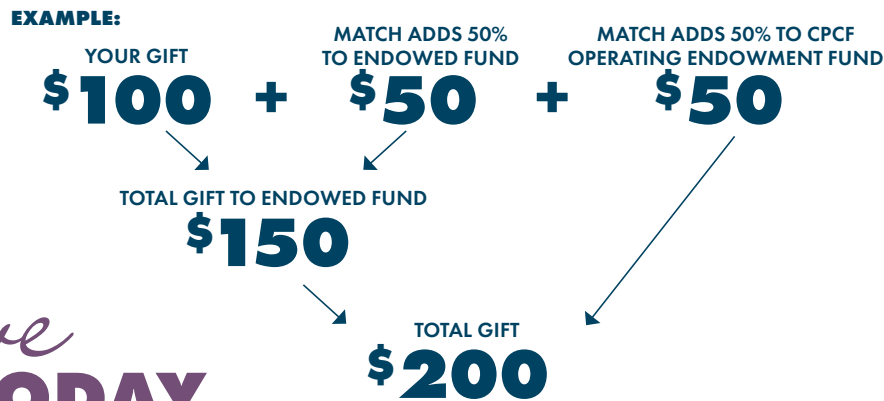 EXAMPLE:
YOUR GIFT
$100
+
MATCH ADDS 50%
TO ENDOWED FUND
$50
+
MATCH ADDS 50% TO CPCF
OPERATING ENDOWMENT FUND
$50
TOTAL GIFT TO ENDOWED FUND
$150
TOTAL GIFT
$200